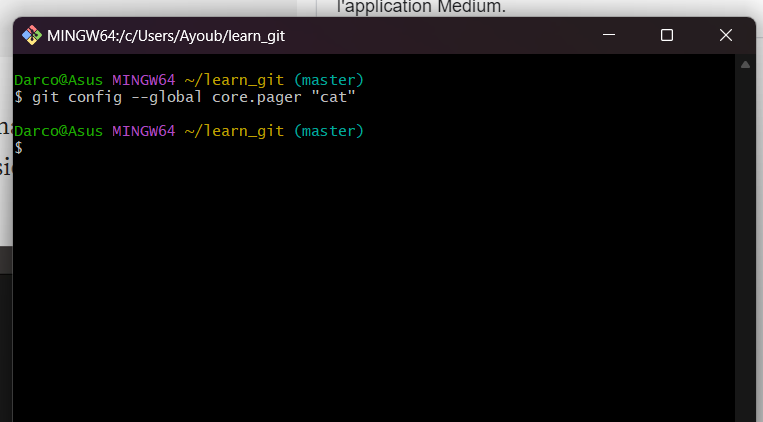 l'application Medium.
MINGW64:/c/Users/Ayoub/learn_git
Darco@Asus MINGW64 ~/learn_git (master)
$ git config --global core.pager "cat"
Darco@Asus MINGW64 ~/learn_git (master)
$